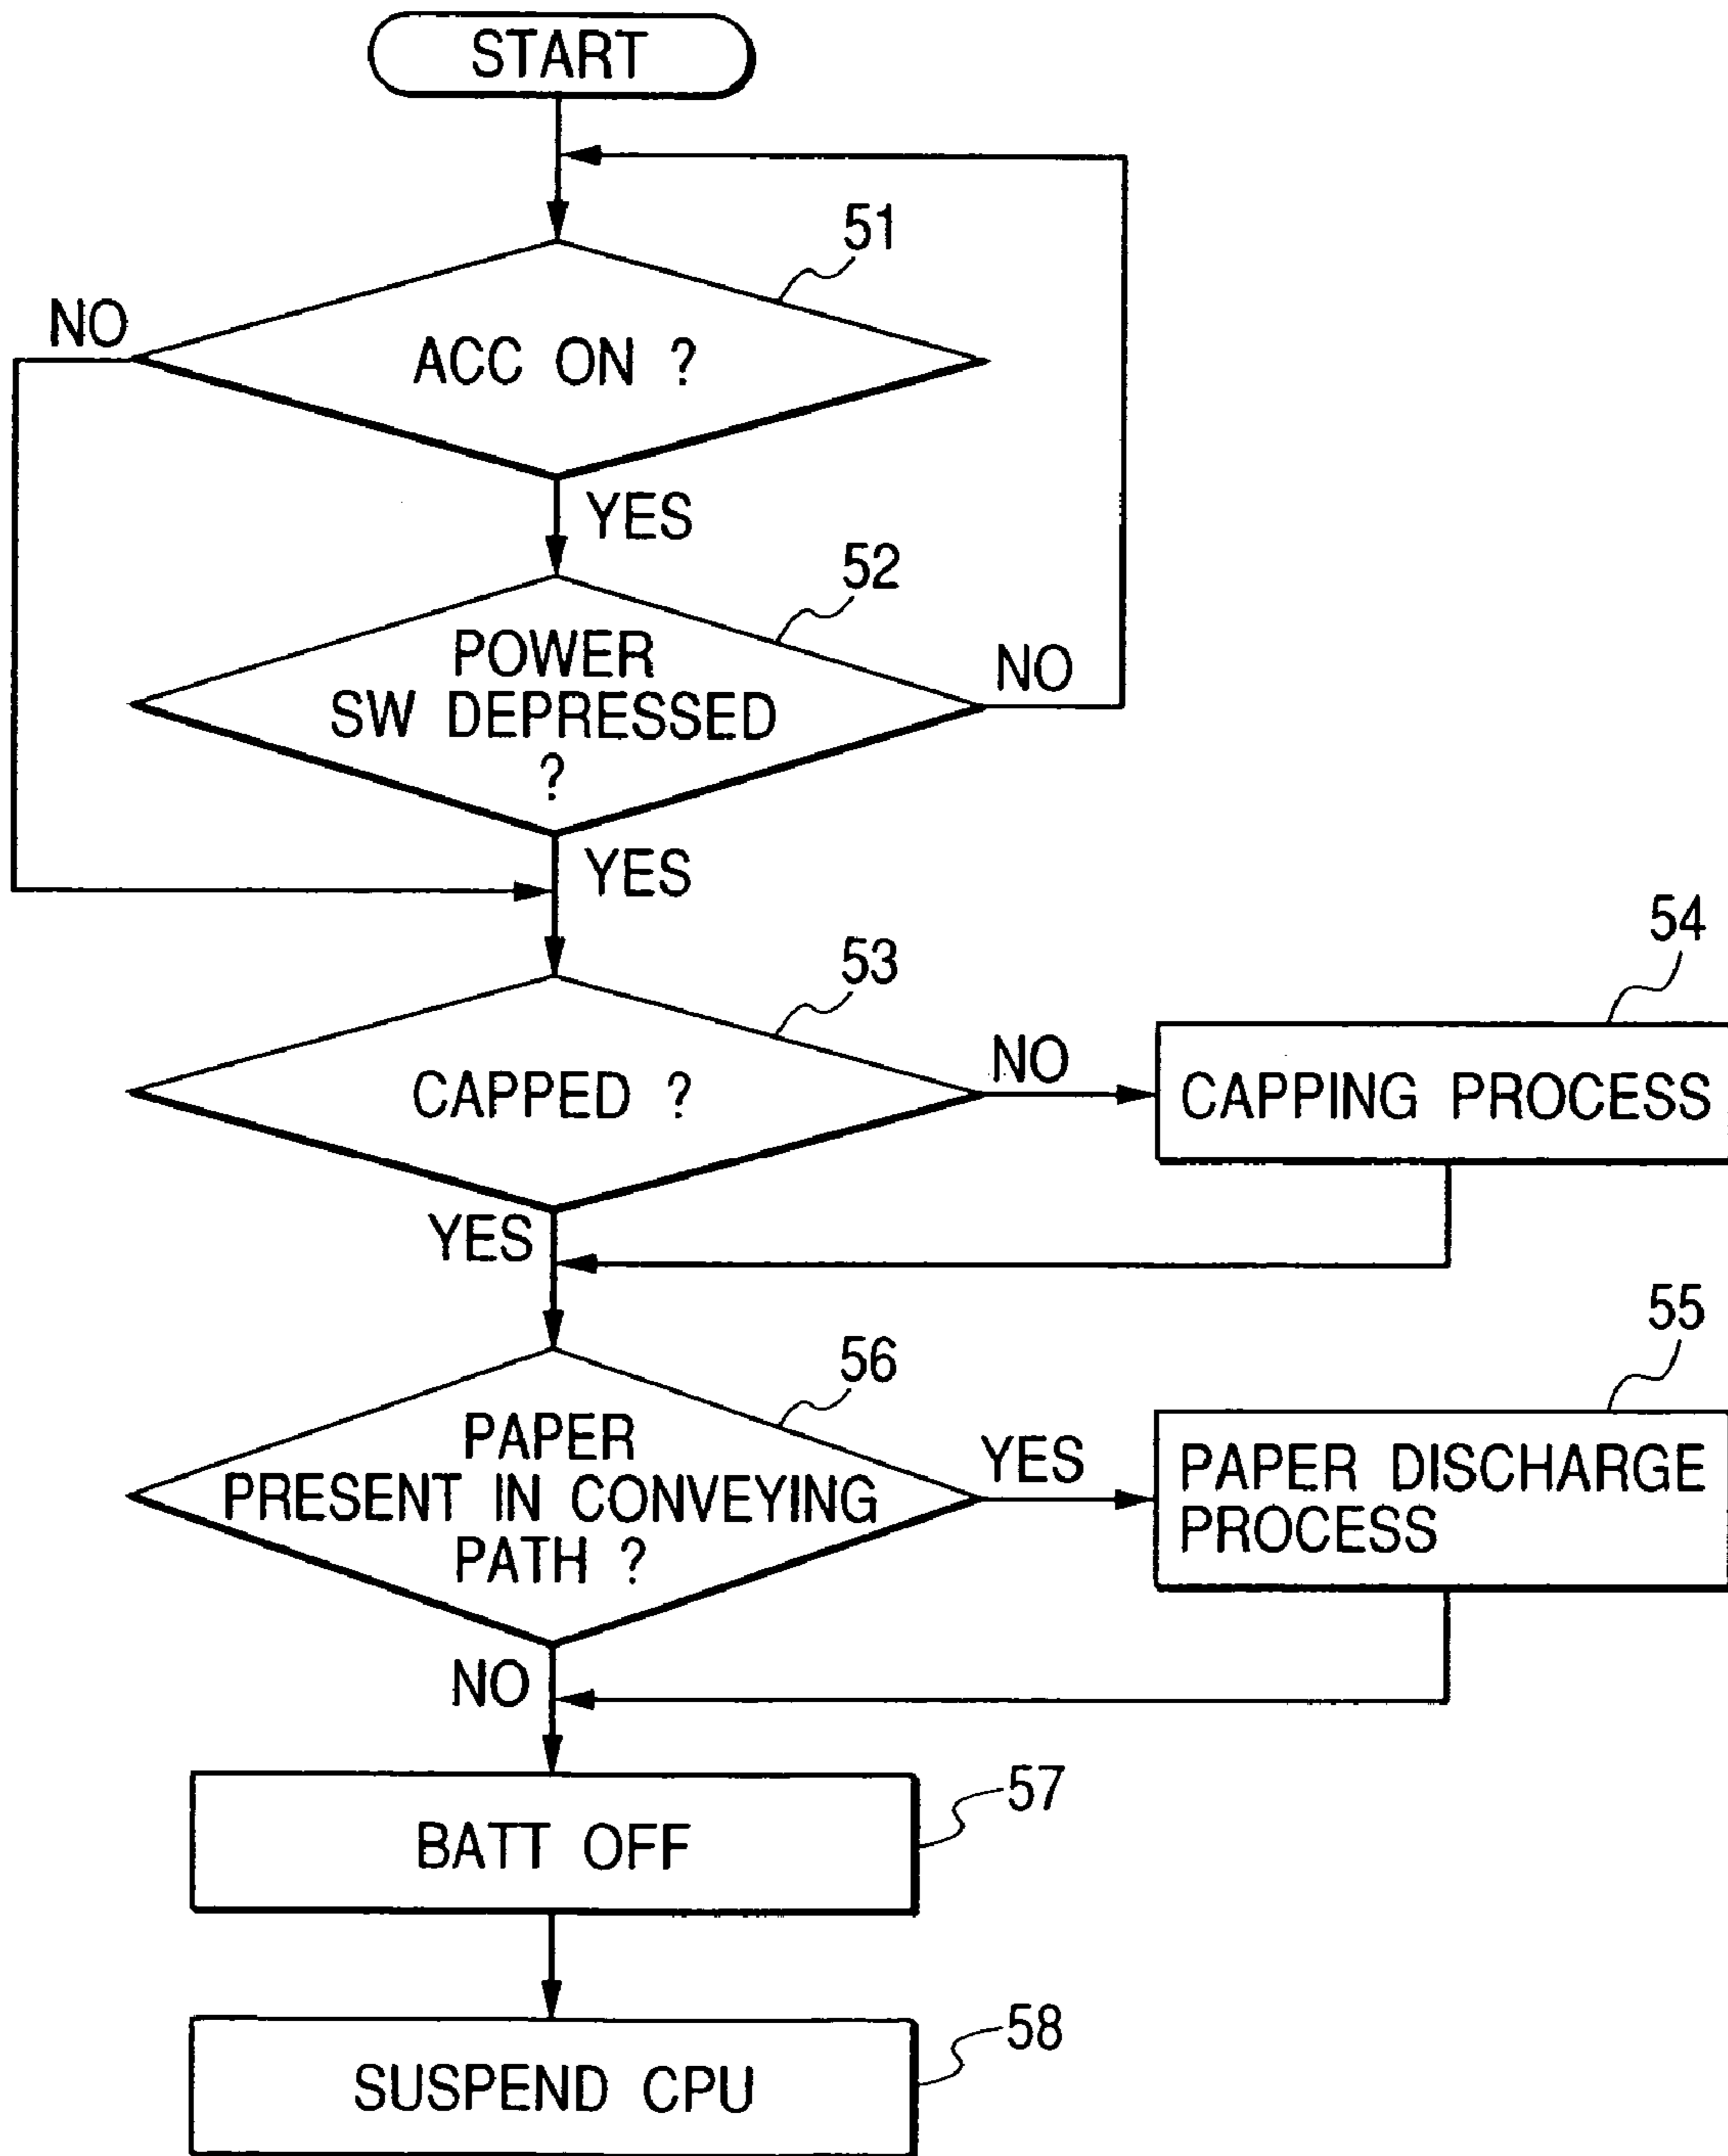 START
51
NO
ACC ON ?
YES
52
POWER
SW DEPRESSED
?
NO
YES
53
54
CAPPED ?
NO
CAPPING PROCESS
YES
55
56
PAPER
PRESENT IN CONVEYING
PATH ?
YES
PAPER DISCHARGE
PROCESS
NO
57
BATT OFF
58
SUSPEND CPU